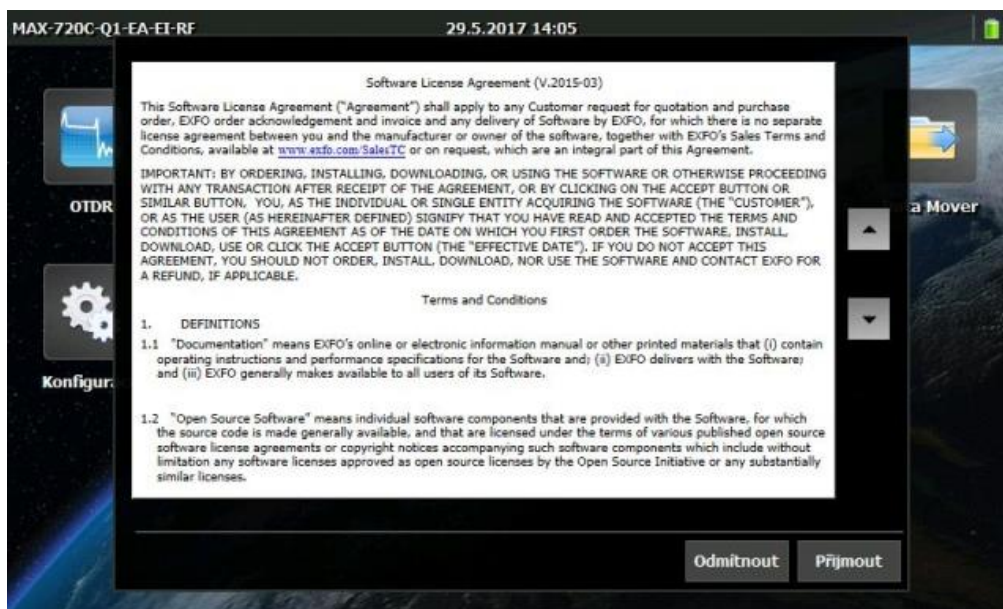 MAX-720C-Q1-EA-EI-RF
29.5.2017 14:05
Software License Agreement (V.2015-03)
This Software License Agreement ("Agreement") shall apply to any Customer request for quotation and purchase
order, EXFO order acknowledgement and invoice and any delivery of Software by EXFO, for which there is no separate
license agreement between you and the manufacturer or owner of the software, together with EXFO's Sales Terms and
Conditions, available at www.exfo.com/SalesTC or on request, which are an integral part of this Agreement.
IMPORTANT: BY ORDERING, INSTALLING, DOWNLOADING, OR USING THE SOFTWARE OR OTHERWISE PROCEEDING
WITH ANY TRANSACTION AFTER RECEIPT OF THE AGREEMENT, OR BY CLICKING ON THE ACCEPT BUTTON OR
SIMILAR BUTTON, YOU, AS THE INDIVIDUAL OR SINGLE ENTITY ACQUIRING THE SOFTWARE (THE "CUSTOMER"),
OR AS THE USER (AS HEREINAFTER DEFINED) SIGNIFY THAT YOU HAVE READ AND ACCEPTED THE TERMS AND
CONDITIONS OF THIS AGREEMENT AS OF THE DATE ON WHICH YOU FIRST ORDER THE SOFTWARE, INSTALL,
DOWNLOAD, USE OR CLICK THE ACCEPT BUTTON (THE "EFFECTIVE DATE"). IF YOU DO NOT ACCEPT THIS
AGREEMENT, YOU SHOULD NOT ORDER, INSTALL, DOWNLOAD, NOR USE THE SOFTWARE AND CONTACT EXFO FOR
A REFUND, IF APPLICABLE.
Terms and Conditions
1. DEFINITIONS
1.1 "Documentation" means EXFO's online or electronic information manual or other printed materials that (i) contain
operating instructions and performance specifications for the Software and; (ii) EXFO delivers with the Software;
and (iii) EXFO generally makes available to all users of its Software.
1.2 "Open Source Software" means individual software components that are provided with the Software, for which
the source code is made generally available, and that are licensed under the terms of various published open source
software license agreements or copyright notices accompanying such software components which include without
limitation any software licenses approved as open source licenses by the Open Source Initiative or any substantially
similar licenses.
OTDR
a Mover
Konfigura
Odmítnout
Přijmout